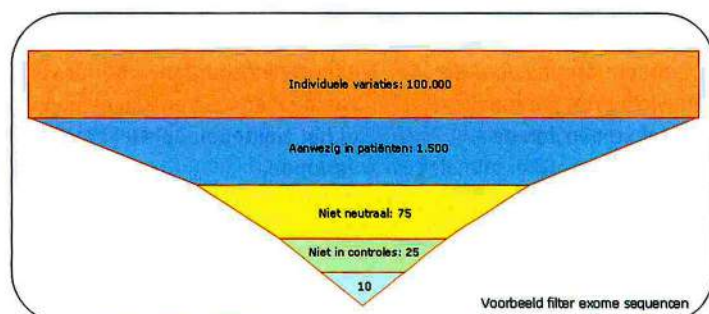 Individuele variaties: 100.000
Aanwezig in patiënten: 1.500
Niet neutraal: 75
Niet in controles: 25
10
Voorbeeld filter exome sequencen